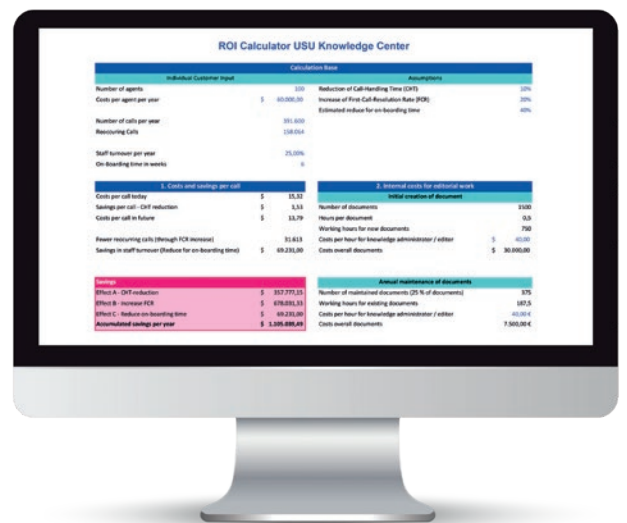 ROI Calculator USU Knowledge Center
Calculation Base
Individual Customer Input Assumptions
Number of agents 100 Reduction of Call-Handling Time (CHT) 10%
Costs per agent per year $ 60.000,00 Increase of First-Call-Resolution Rate (FCR) 20%
Estimated reduce for on-boarding time 40%
Number of calls per year 391.600
Reoccuring Calls 158.064
Staff turnover per year 25,00%
On-Boarding time in weeks 6
1. Costs and savings per call 2. Internal costs for editorial work
Costs per call today $ 15,32 Initial creation of document
Savings per call - CHT reduction $ 1,53 Number of documents 1500
Costs per call in future $ 13,79 Hours per document 0,5
Working hours for new documents 750
Fewer reocurring calls (through FCR increase) 31.613 Costs per hour for knowledge administrator / editor $ 40,00
Savings in staff turnover (Reduce for on-boarding time) $ 69.231,00 Costs overall documents $ 30.000,00
Savings Annual maintenance of documents
Effect A - CHT-reduction $ 357.777,15 Number of maintained documents (25 % of documents) 375
Effect B - Increase FCR $ Working hours for existing documents 187,5
Effect C - Reduce on-boarding time $ 69.231,00 Costs per hour for knowledge administrator / editor 40,00 €
Accumulated savings per year $ Costs overall documents 7.500,00 €